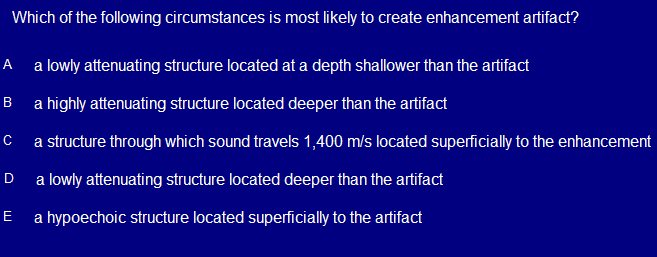 Which of the following circumstances is most likely to create enhancement artifact?
A a lowly attenuating structure located at a depth shallower than the artifact
B a highly attenuating structure located deeper than the artifact
C a structure through which sound travels 1,400 m/s located superficially to the enhancement
D a lowly attenuating structure located deeper than the artifact
E a hypoechoic structure located superficially to the artifact